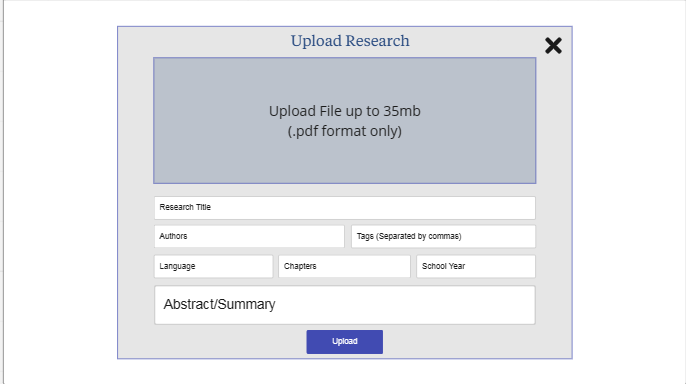 Upload Research
Upload File up to 35mb
(.pdf format only)
Research Title
Authors
Tags (Separated by commas)
Language
Chapters
School Year
Abstract/Summary
Upload